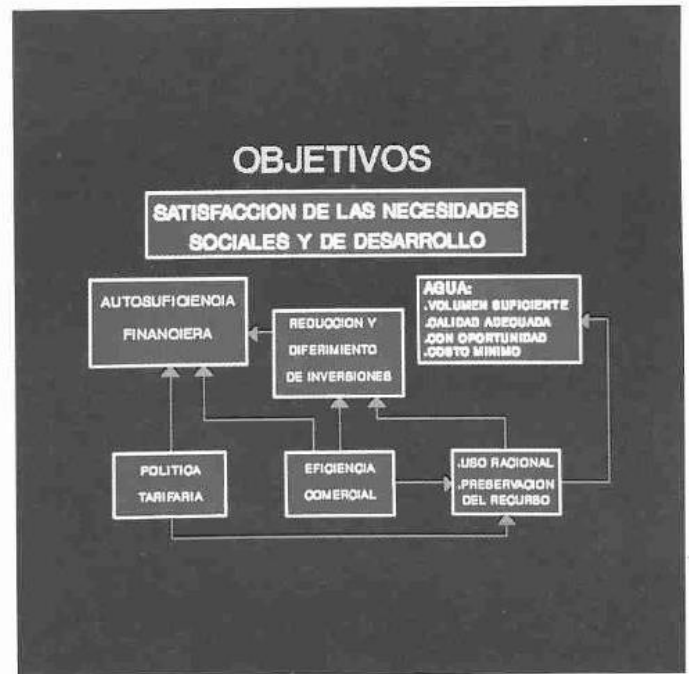 OBJETIVOS
SATISFACCION DE LAS NECESIDADES
SOCIALES Y DE DESARROLLO
AUTOSUFICIENCIA
FINANCIERA
REDUCCION Y
DIFERIMIENTO
DE INVERSIONES
AGUA:
.VOLUMEN SUFICIENTE
.CALIDAD ADEQUADA
.CON OPORTUNIDAD
.COSTO MINIMO
POLITICA
TARIFARIA
EFICIENCIA
COMERCIAL
.USO RACIONAL
.PRESERVACION
DEL RECURSO